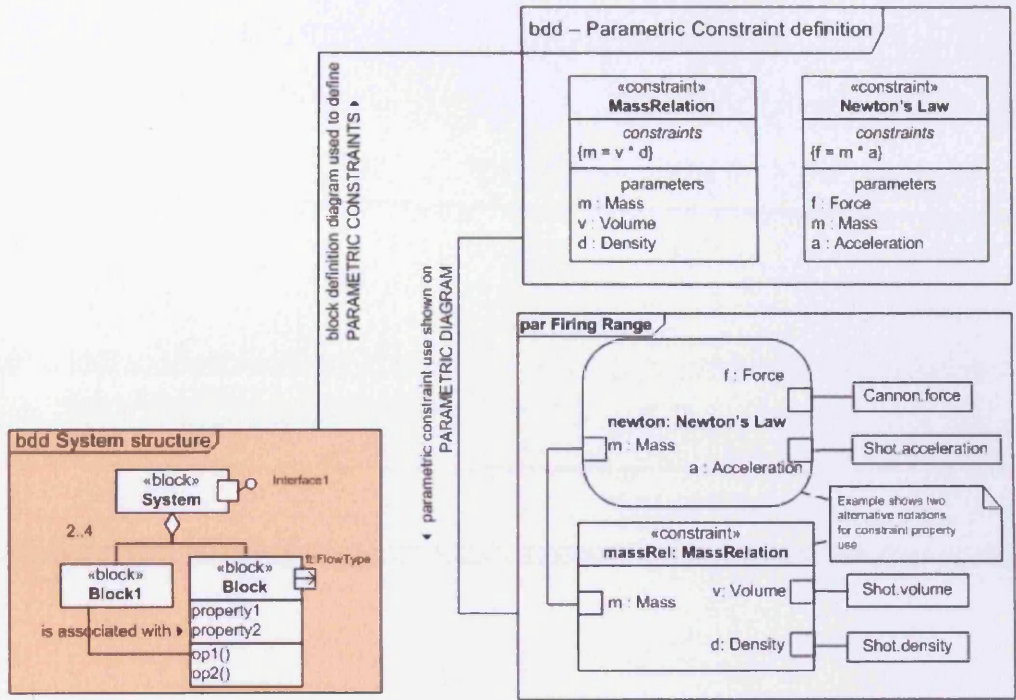 bdd – Parametric Constraint definition
«constraint»
MassRelation
constraints
{m = v * d}
parameters
m : Mass
v : Volume
d : Density
«constraint»
Newton's Law
constraints
{f = m * a}
parameters
f : Force
m : Mass
a : Acceleration
block definition diagram used to define
PARAMETRIC CONSTRAINTS ▶
◀ parametric constraint use shown on
PARAMETRIC DIAGRAM
par Firing Range
f : Force
newton: Newton's Law
m : Mass
a : Acceleration
Cannon.force
Shot.acceleration
Example shows two
alternative notations
for constraint property
use
«constraint»
massRel: MassRelation
m : Mass
v: Volume
d: Density
Shot.volume
Shot.density
bdd System structure
«block»
System
Interface1
2..4
«block»
Block1
«block»
Block
ft:FlowType
property1
property2
op1()
op2()
is associated with ▶